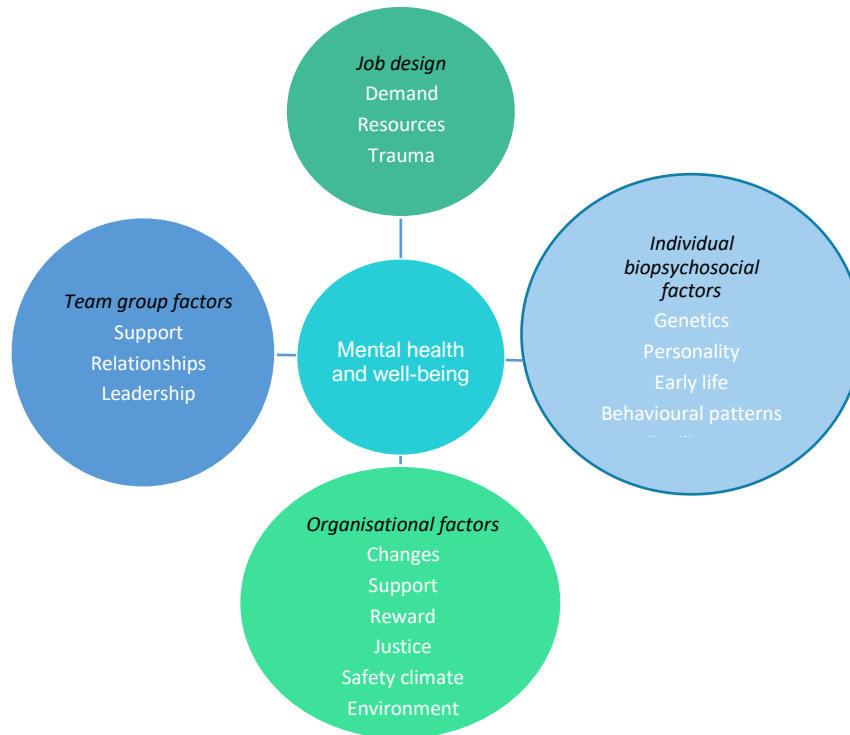 Job design
Demand
Resources
Trauma
Individual
biopsychosocial
factors
Genetics
Personality
Early life
Behavioural patterns
Team group factors
Support
Relationships
Leadership
Mental health
and well-being
Organisational factors
Changes
Support
Reward
Justice
Safety climate
Environment